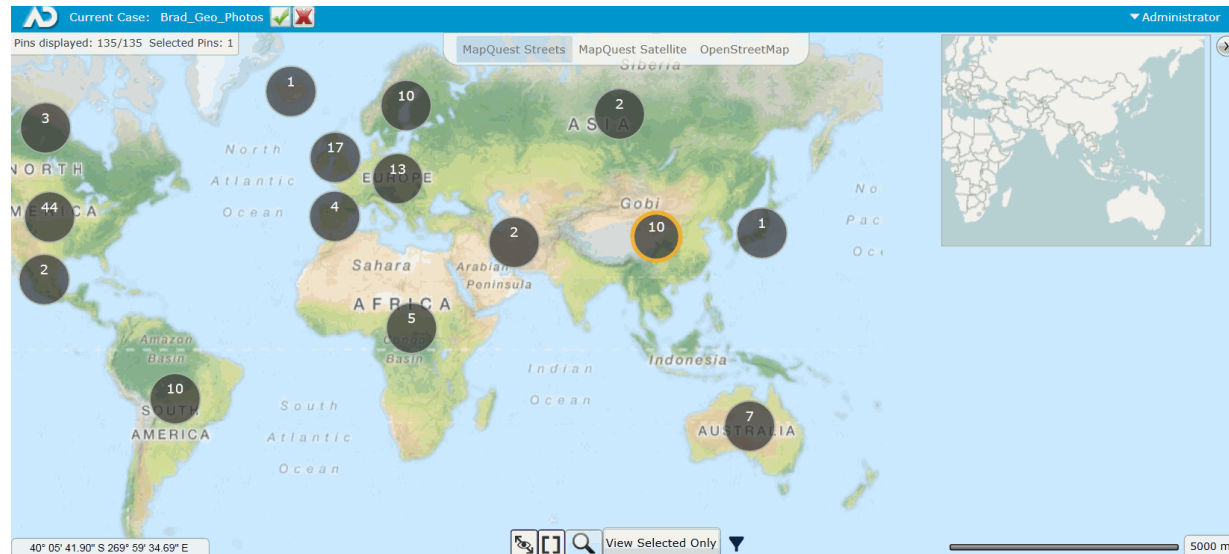 Current Case: Brad_Geo_Photos
Administrator
Pins displayed: 135/135 Selected Pins: 1
MapQuest Streets MapQuest Satellite OpenStreetMap
Siberia
1
10
2
3
ASIA
17
North
NORTH
13
EUROPE
Atlantic
No
44
4
Gobi
AMERICA
Ocean
10
1
Pac
2
Oce
Sahara
Arabian
2
Peninsula
AFRICA
5
Amazon
Congo
Basin
Basin
Indonesia
Indian
10
Ocean
South
SOUTH
7
AMERICA
Atlantic
AUSTRALIA
Ocean
View Selected Only
40° 05' 41.90" S 269° 59' 34.69" E
5000 m